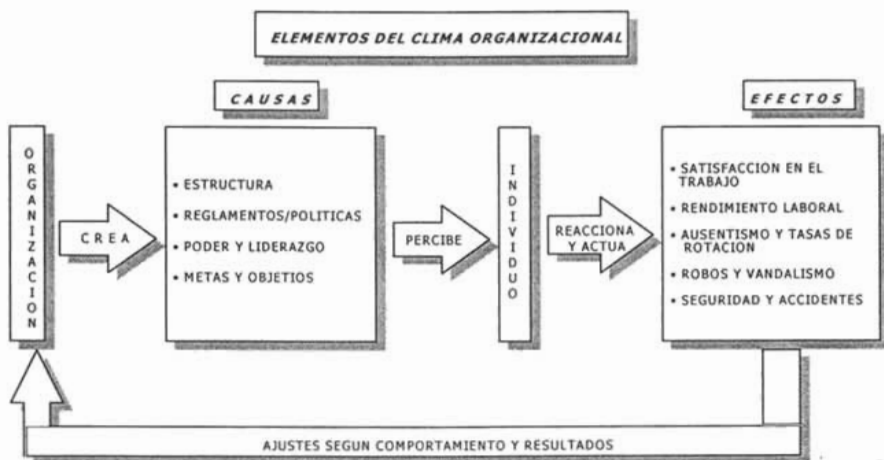 ELEMENTOS DEL CLIMA ORGANIZACIONAL
CAUSAS
EFECTOS
ORGANIZACION
CREA
• ESTRUCTURA
• REGLAMENTOS/POLITICAS
• PODER Y LIDERAZGO
• METAS Y OBJETIOS
PERCIBE
INDIVIDUO
REACCIONA
Y ACTUA
• SATISFACCION EN EL
TRABAJO
• RENDIMIENTO LABORAL
• AUSENTISMO Y TASAS DE
ROTACION
• ROBOS Y VANDALISMO
• SEGURIDAD Y ACCIDENTES
AJUSTES SEGUN COMPORTAMIENTO Y RESULTADOS